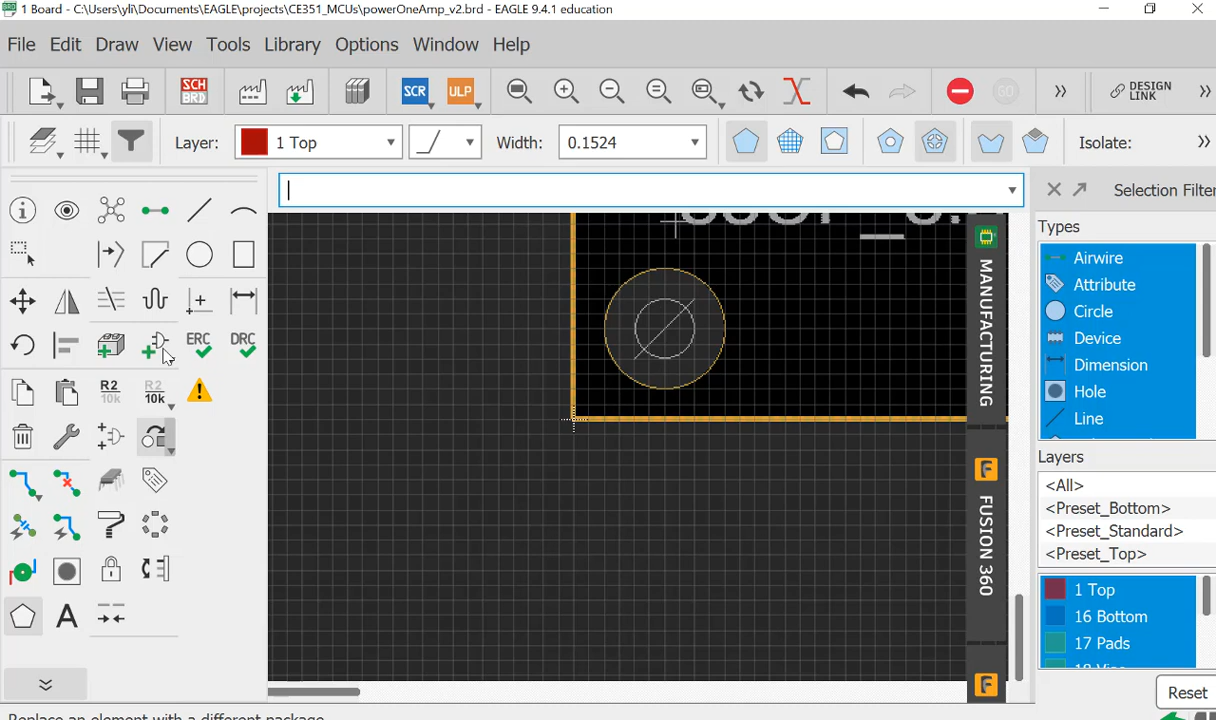 1 Board - C:\Users\yli\Documents\EAGLE\projects\CE351_MCUs\powerOneAmp_v2.brd - EAGLE 9.4.1 education
File Edit Draw View Tools Library Options Window Help
SCH BRD SCR ULP GO DESIGN LINK
Layer: 1 Top Width: 0.1524 Isolate:
Selection Filter
Types
Airwire
Attribute
Circle
Device
Dimension
Hole
Line
Layers
<All>
<Preset_Bottom>
<Preset_Standard>
<Preset_Top>
1 Top
16 Bottom
17 Pads
18 Vias
Reset
MANUFACTURING
FUSION 360
ERC DRC
R2 10k R2 10k
Replace an element with a different package